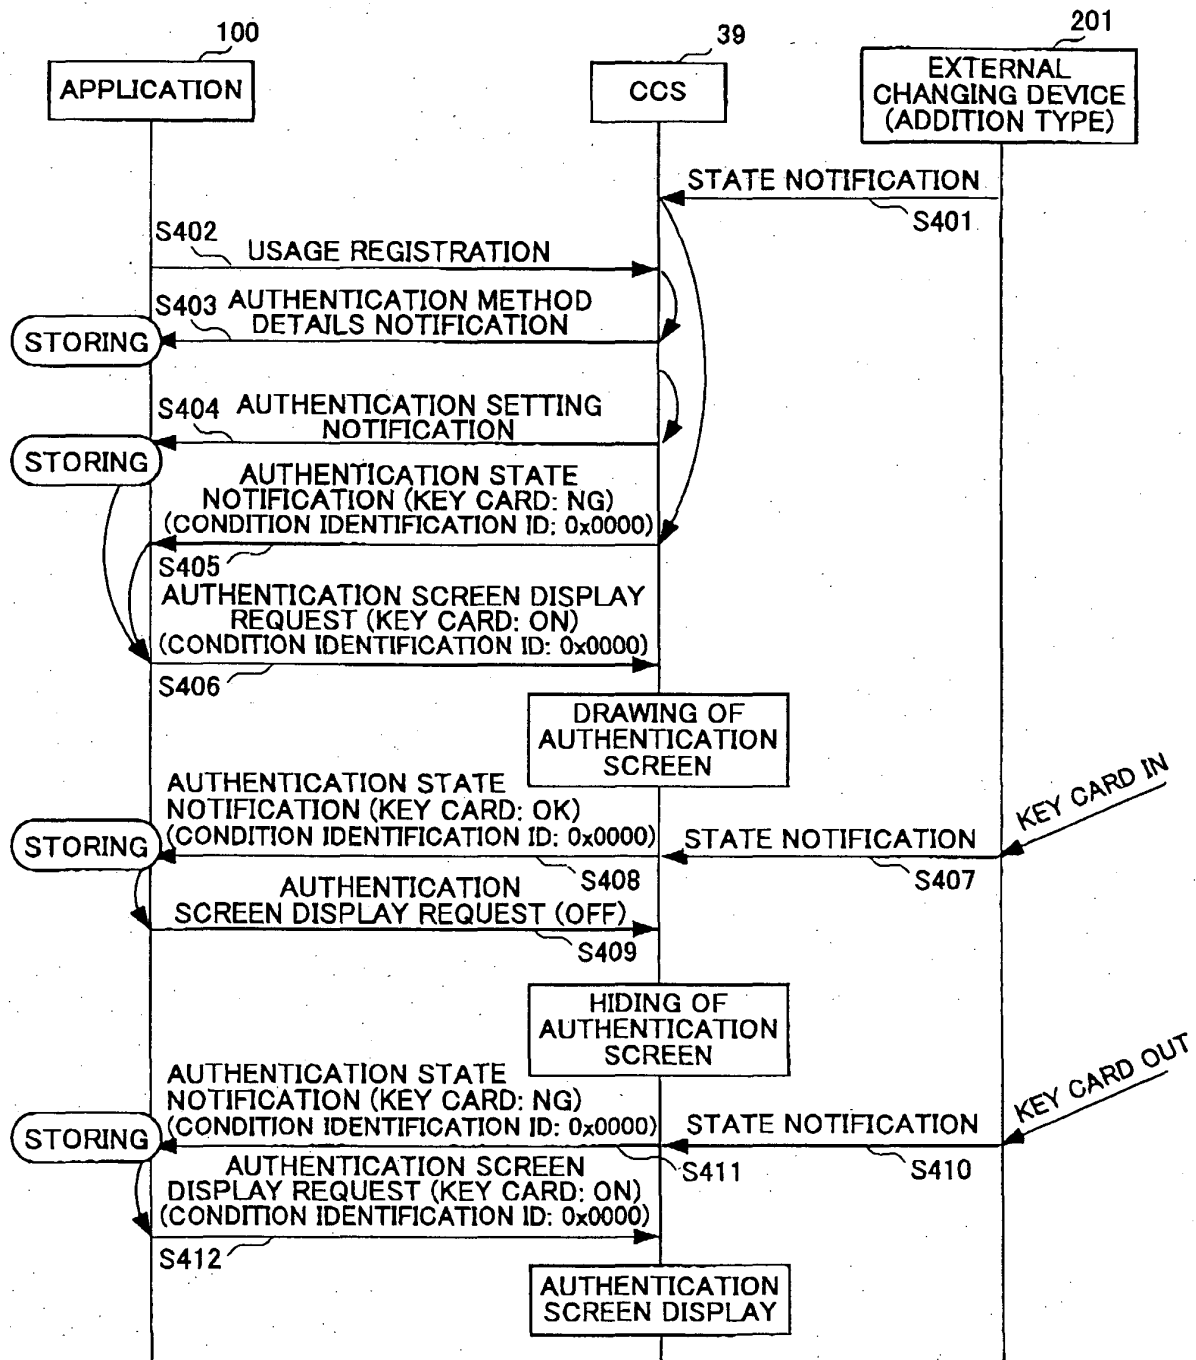 100
39
201
APPLICATION
CCS
EXTERNAL
CHANGING DEVICE
(ADDITION TYPE)
STATE NOTIFICATION
S401
S402
USAGE REGISTRATION
S403
AUTHENTICATION METHOD
DETAILS NOTIFICATION
STORING
S404
AUTHENTICATION SETTING
NOTIFICATION
STORING
AUTHENTICATION STATE
NOTIFICATION (KEY CARD: NG)
(CONDITION IDENTIFICATION ID: 0x0000)
S405
AUTHENTICATION SCREEN DISPLAY
REQUEST (KEY CARD: ON)
(CONDITION IDENTIFICATION ID: 0x0000)
S406
DRAWING OF
AUTHENTICATION
SCREEN
KEY CARD IN
STATE NOTIFICATION
S407
AUTHENTICATION STATE
NOTIFICATION (KEY CARD: OK)
(CONDITION IDENTIFICATION ID: 0x0000)
STORING
S408
AUTHENTICATION
SCREEN DISPLAY REQUEST (OFF)
S409
HIDING OF
AUTHENTICATION
SCREEN
KEY CARD OUT
STATE NOTIFICATION
S410
AUTHENTICATION STATE
NOTIFICATION (KEY CARD: NG)
(CONDITION IDENTIFICATION ID: 0x0000)
STORING
S411
AUTHENTICATION SCREEN
DISPLAY REQUEST (KEY CARD: ON)
(CONDITION IDENTIFICATION ID: 0x0000)
S412
AUTHENTICATION
SCREEN DISPLAY